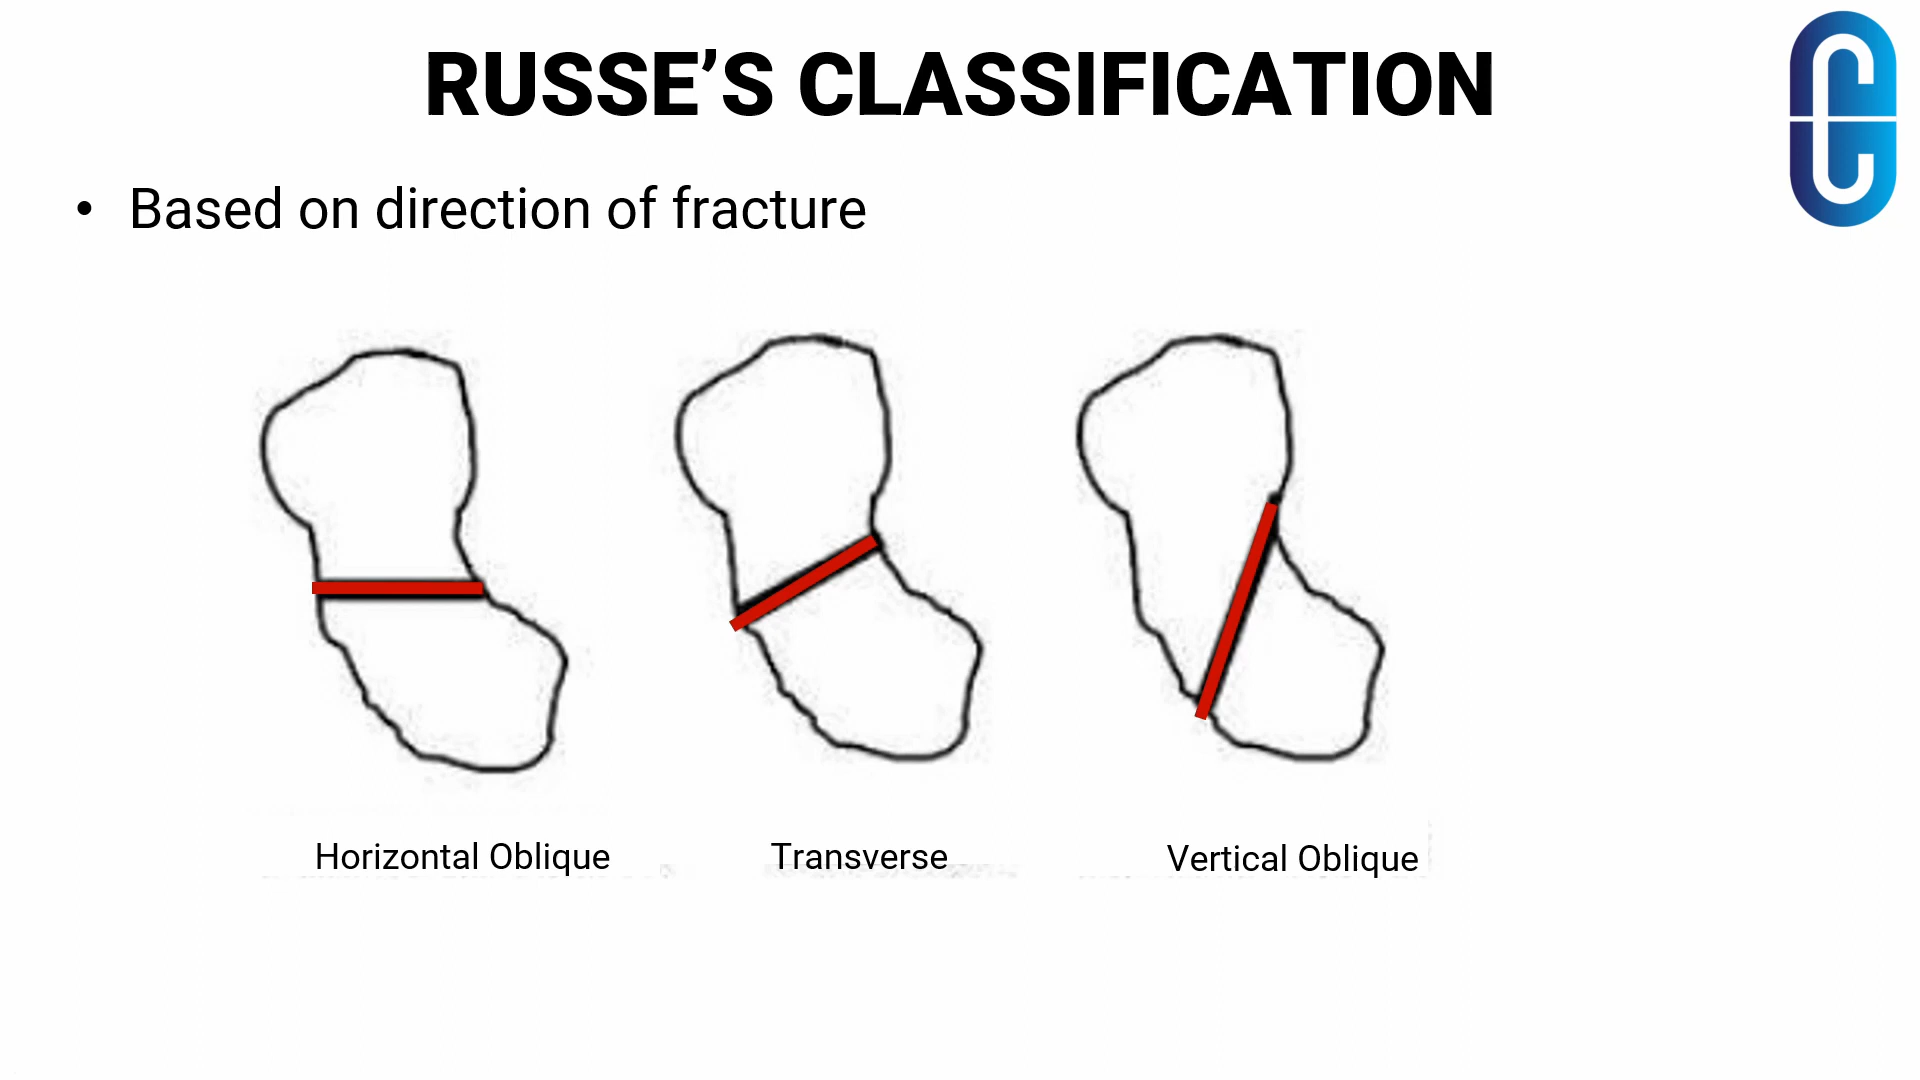 RUSSE’S CLASSIFICATION
• Based on direction of fracture
Horizontal Oblique
Transverse
Vertical Oblique